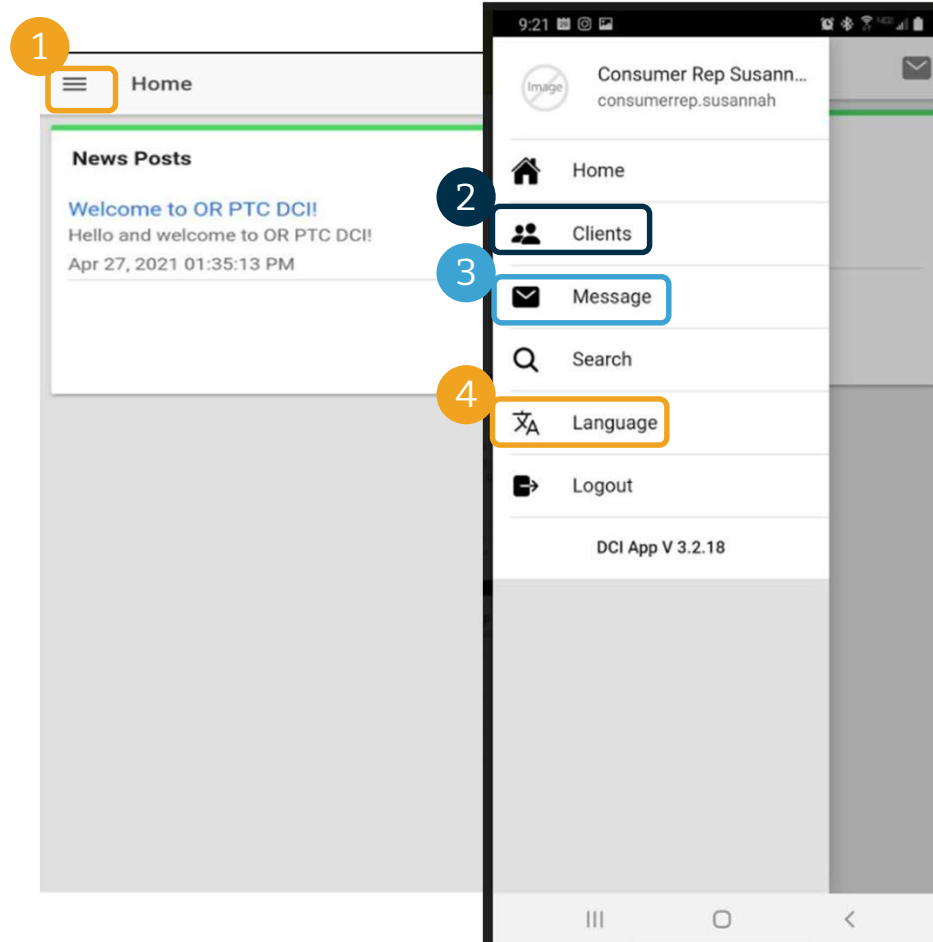 1
Home
News Posts
Welcome to OR PTC DCI!
Hello and welcome to OR PTC DCI!
Apr 27, 2021 01:35:13 PM
9:21
Image
Consumer Rep Susann...
consumerrep.susannah
Home
2
Clients
3
Message
Search
4
Language
Logout
DCI App V 3.2.18